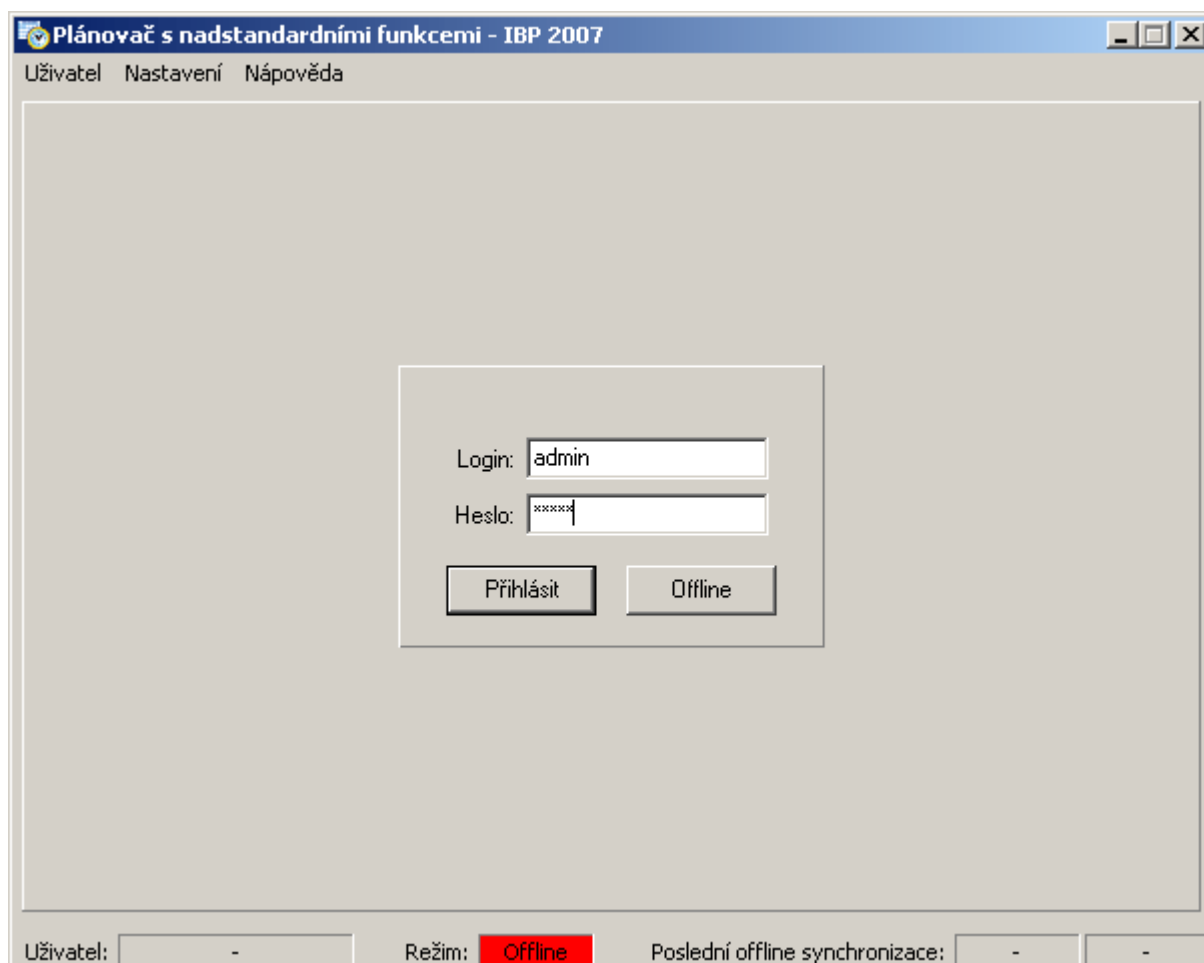 Plánovač s nadstandardními funkcemi - IBP 2007
Uživatel Nastavení Nápověda
Login: admin
Heslo: *****
Přihlásit Offline
Uživatel: - Režim: Offline Poslední offline synchronizace: - -